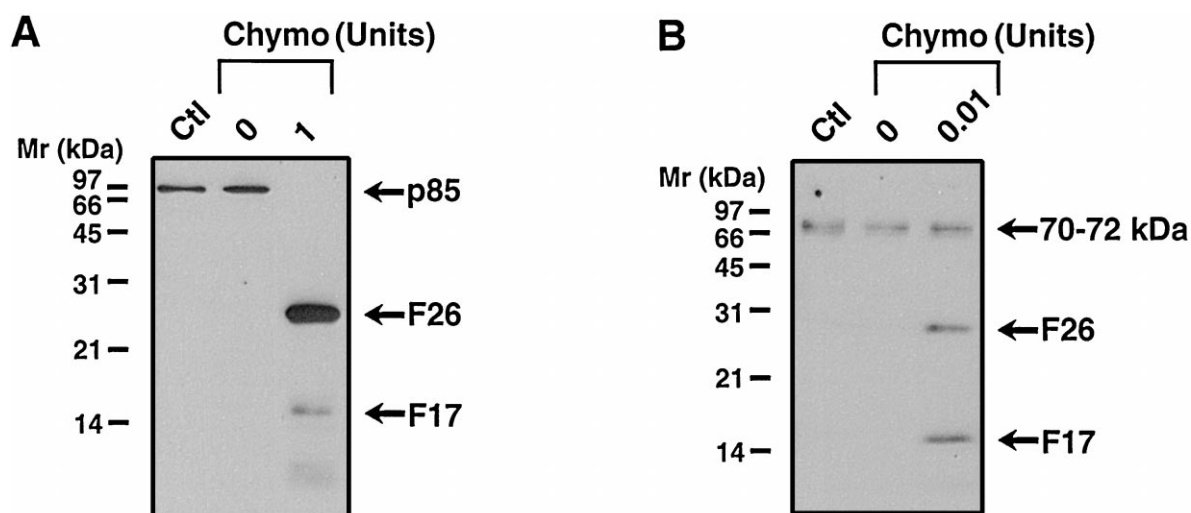 A
Chymo (Units)
Ctl 0 1
Mr (kDa)
97
66
45
31
21
14
p85
F26
F17
B
Chymo (Units)
Ctl 0 0.01
Mr (kDa)
97
66
45
31
21
14
70-72 kDa
F26
F17